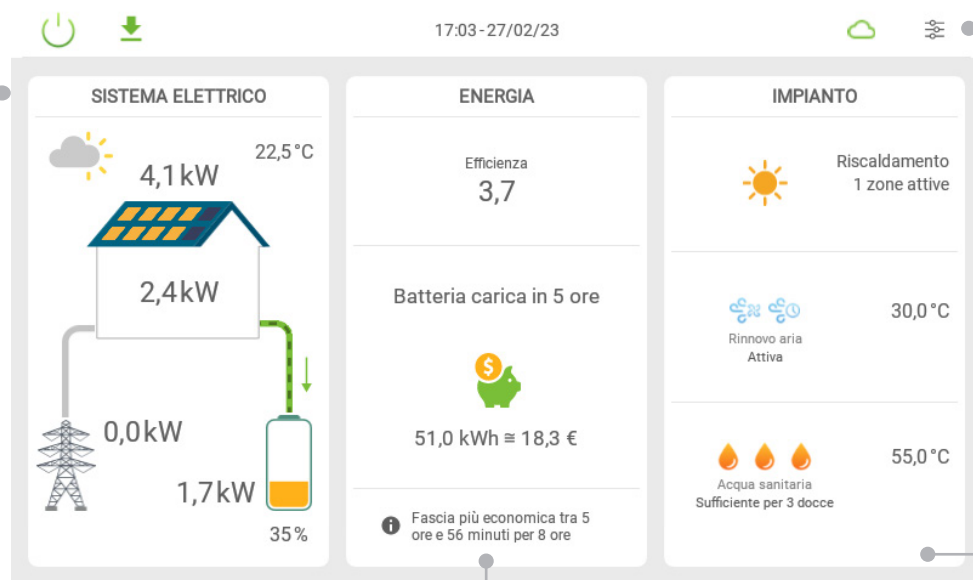 17:03-27/02/23
SISTEMA ELETTRICO
22,5°C
4,1kW
2,4kW
0,0kW
1,7kW
35%
ENERGIA
Efficienza
3,7
Batteria carica in 5 ore
$
51,0 kWh ≅ 18,3 €
Fascia più economica tra 5
ore e 56 minuti per 8 ore
IMPIANTO
Riscaldamento
1 zone attive
30,0°C
Rinnovo aria
Attiva
55,0°C
Acqua sanitaria
Sufficiente per 3 docce